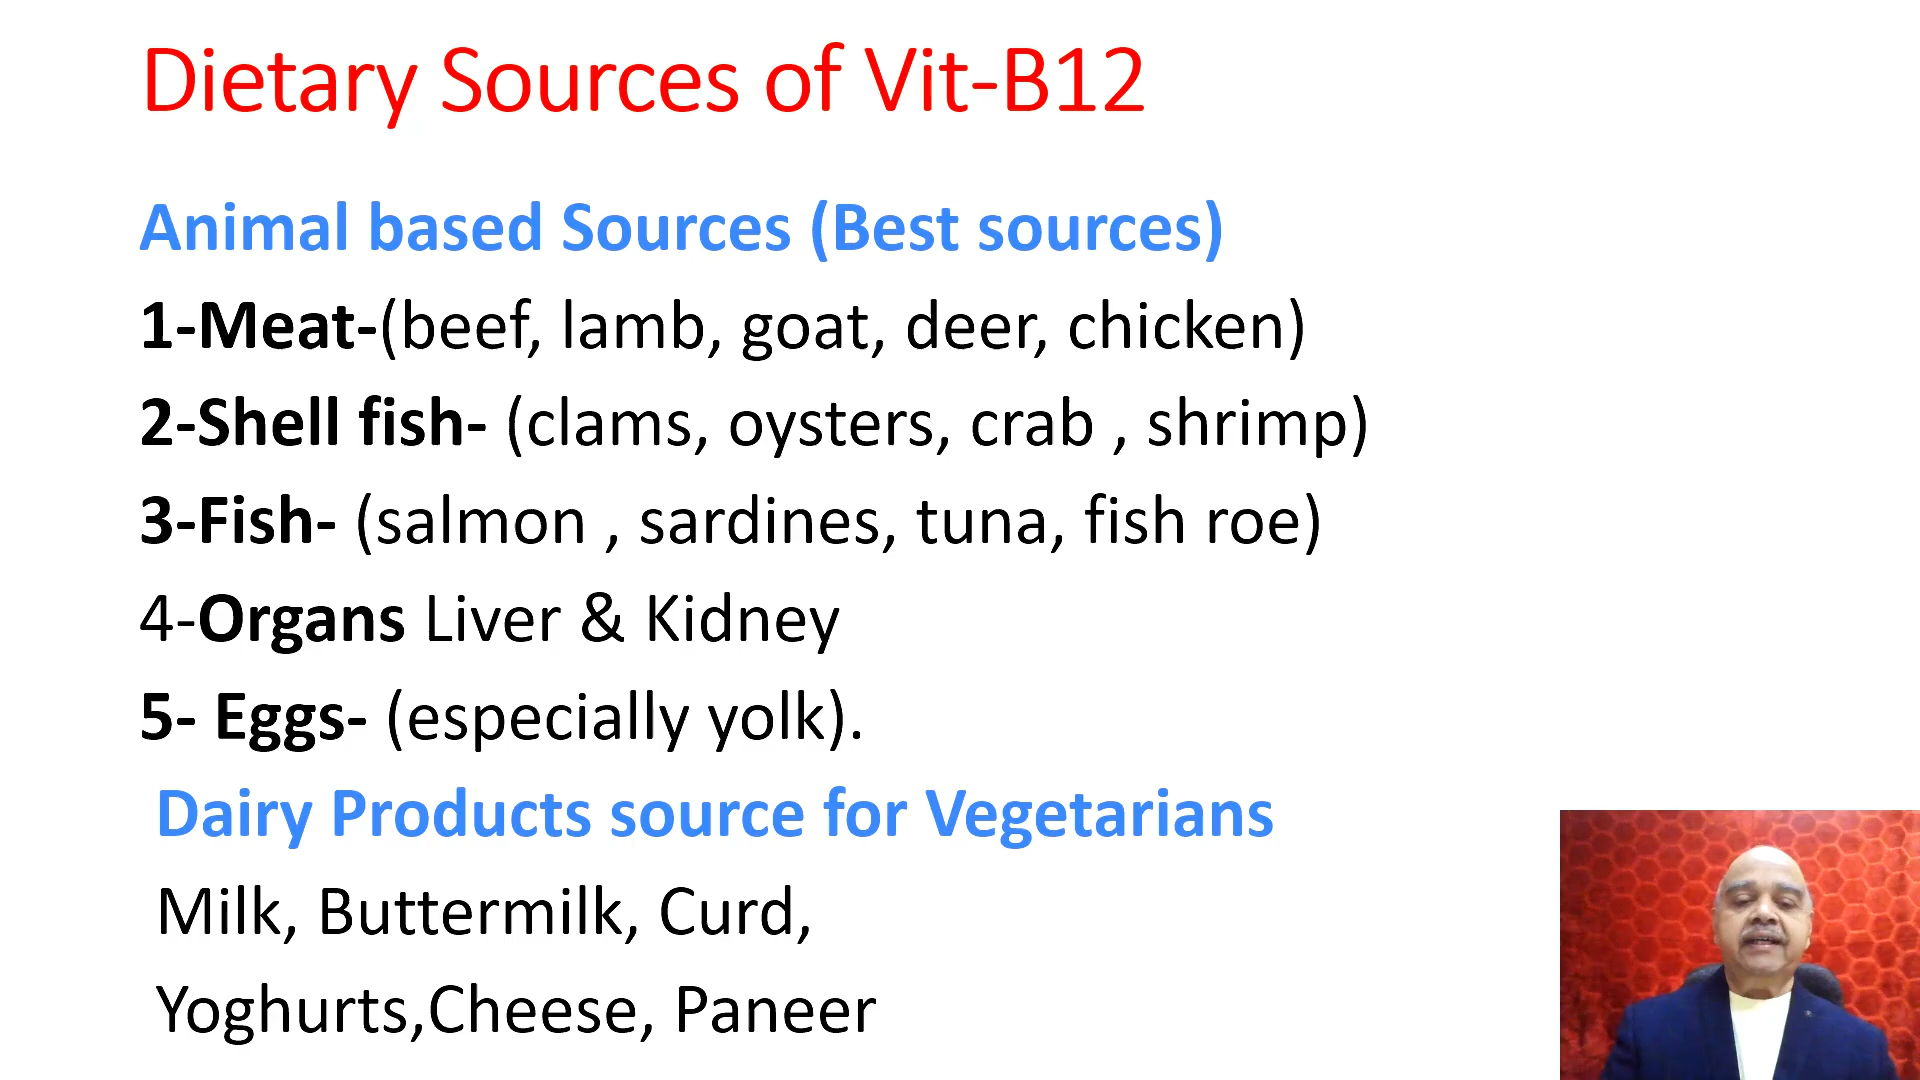 Dietary Sources of Vit-B12
Animal based Sources (Best sources)
1-Meat-(beef, lamb, goat, deer, chicken)
2-Shell fish- (clams, oysters, crab , shrimp)
3-Fish- (salmon , sardines, tuna, fish roe)
4-Organs Liver & Kidney
5- Eggs- (especially yolk).
Dairy Products source for Vegetarians
Milk, Buttermilk, Curd,
Yoghurts,Cheese, Paneer